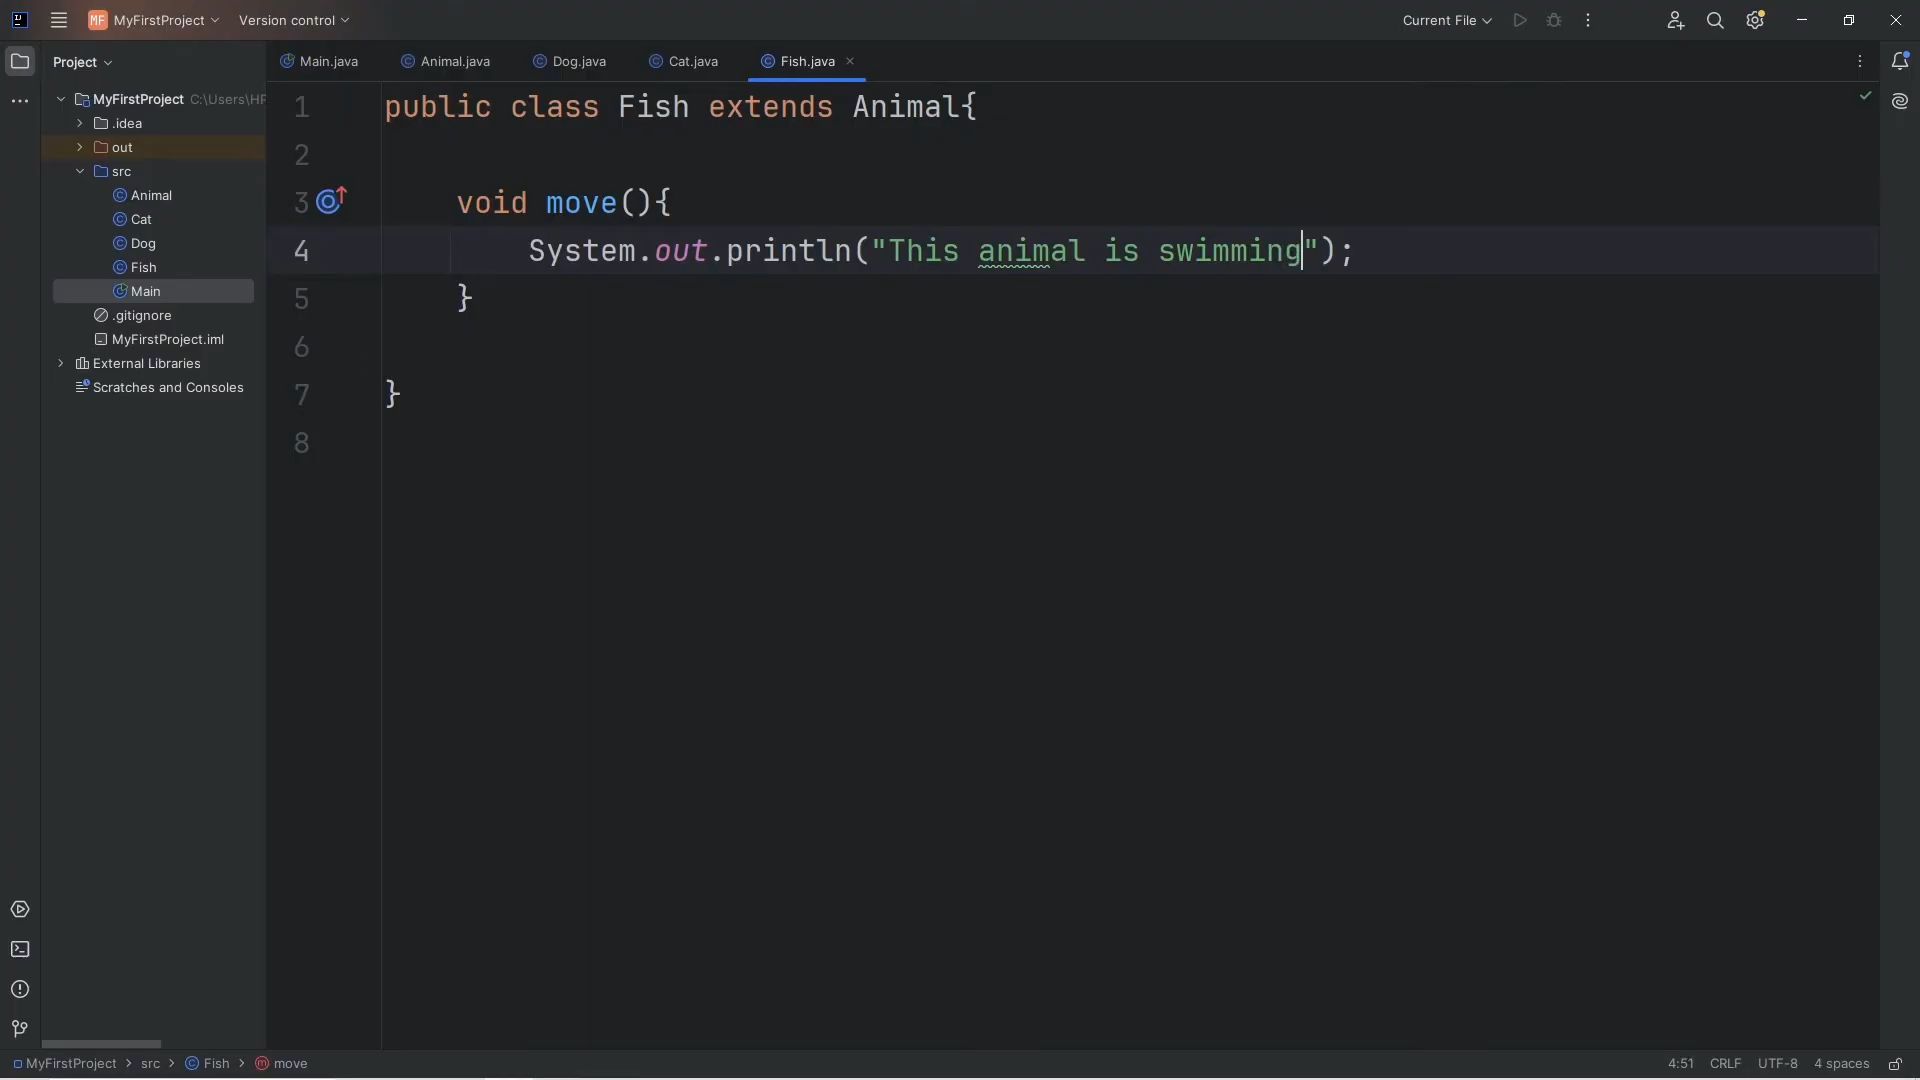 MF MyFirstProject Version control Current File
Project Main.java Animal.java Dog.java Cat.java Fish.java
MyFirstProject C:\Users\HP
.idea
out
src
Animal
Cat
Dog
Fish
Main
.gitignore
MyFirstProject.iml
External Libraries
Scratches and Consoles
1 public class Fish extends Animal{
2
3 void move(){
4 System.out.println("This animal is swimming");
5 }
6
7 }
8
MyFirstProject > src > Fish > move 4:51 CRLF UTF-8 4 spaces